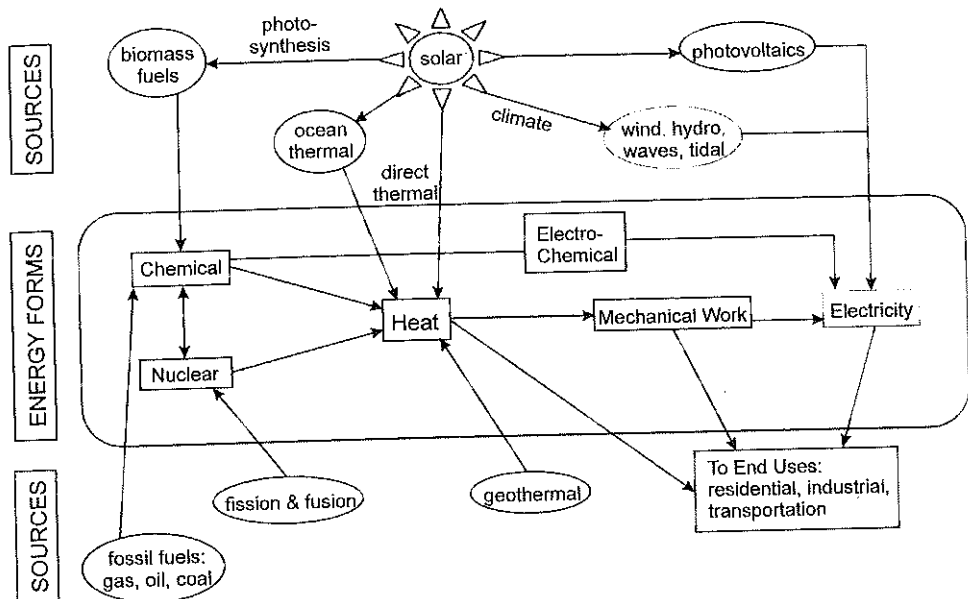 SOURCES
photo-
synthesis
biomass
fuels
solar
photovoltaics
ocean
thermal
climate
wind, hydro,
waves, tidal
direct
thermal
ENERGY FORMS
Electro-
Chemical
Chemical
Heat
Mechanical Work
Electricity
Nuclear
SOURCES
fission & fusion
geothermal
To End Uses:
residential, industrial,
transportation
fossil fuels:
gas, oil, coal